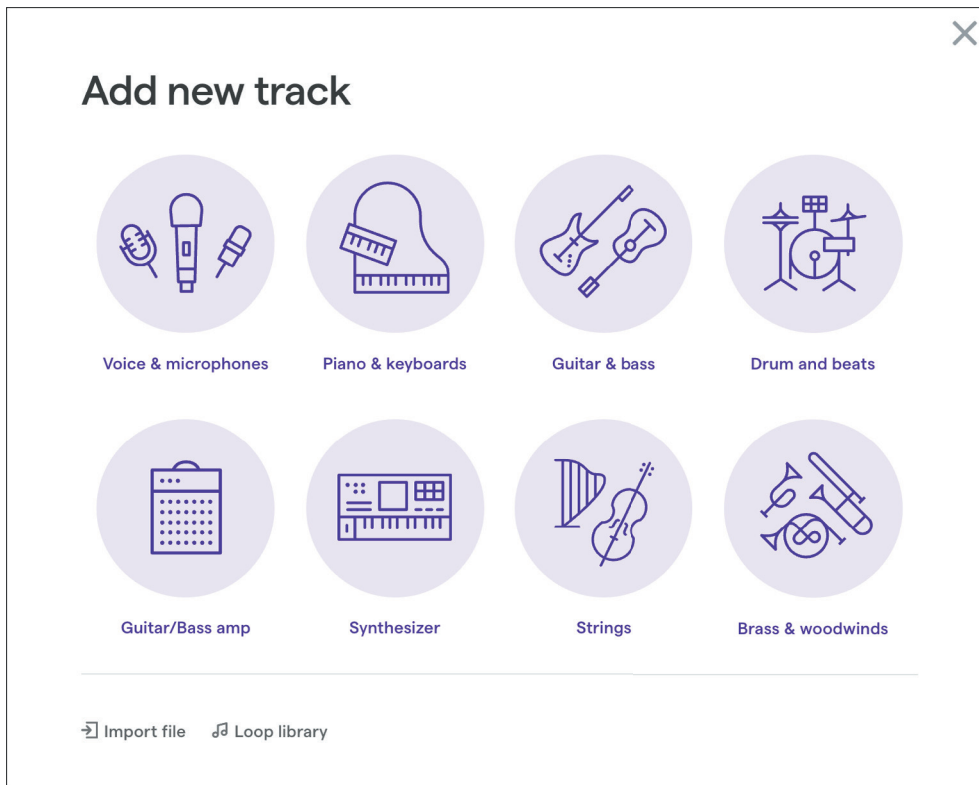 Add new track
Voice & microphones
Piano & keyboards
Guitar & bass
Drum and beats
Guitar/Bass amp
Synthesizer
Strings
Brass & woodwinds
Import file
Loop library